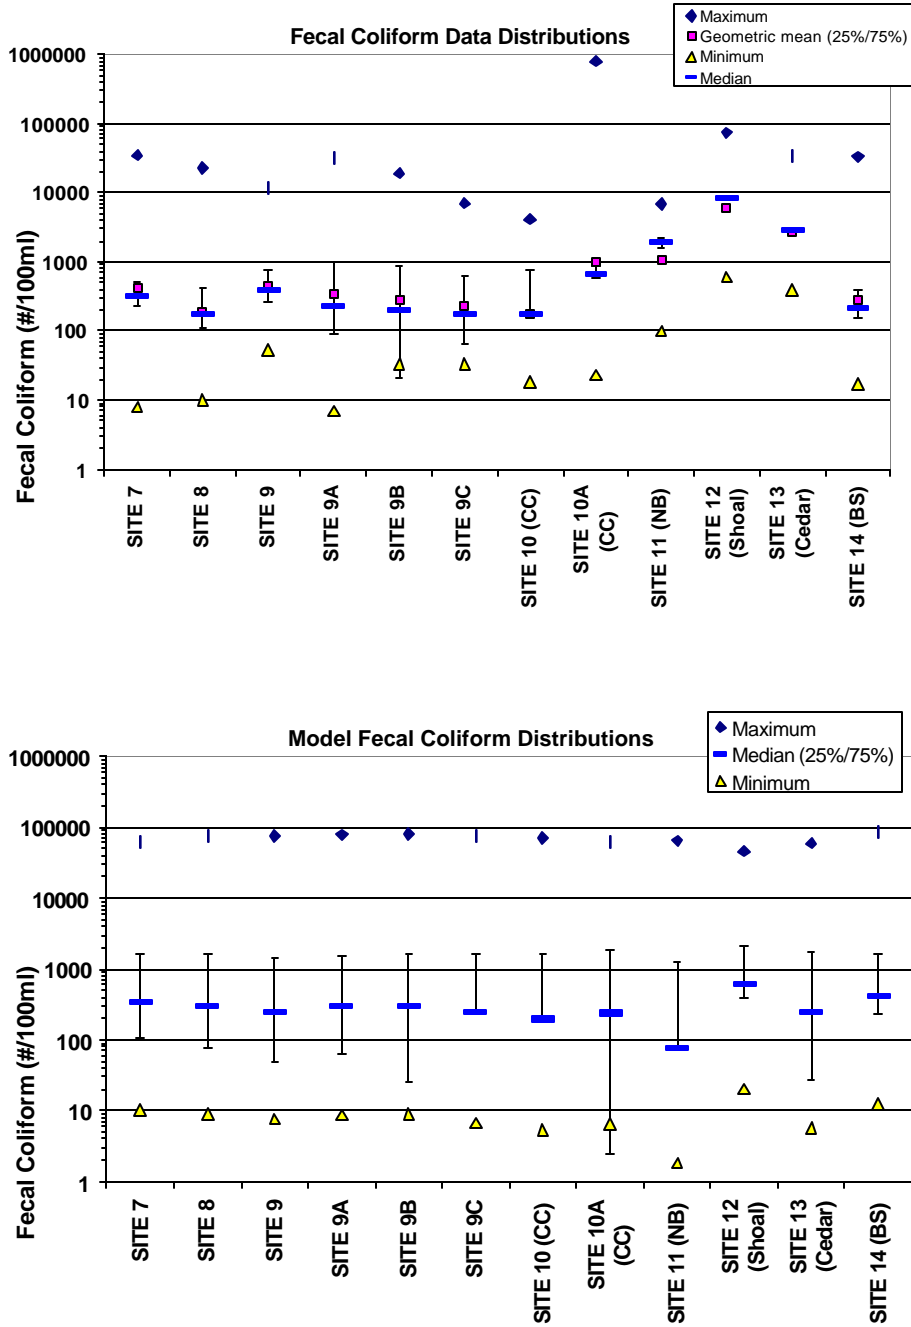 Fecal Coliform Data Distributions
Maximum
Geometric mean (25%/75%)
Minimum
Median
Fecal Coliform (#/100ml)
1000000
100000
10000
1000
100
10
1
SITE 7
SITE 8
SITE 9
SITE 9A
SITE 9B
SITE 9C
SITE 10 (CC)
SITE 10A
(CC)
SITE 11 (NB)
SITE 12
(Shoal)
SITE 13
(Cedar)
SITE 14 (BS)
Model Fecal Coliform Distributions
Maximum
Median (25%/75%)
Minimum
Fecal Coliform (#/100ml)
1000000
100000
10000
1000
100
10
1
SITE 7
SITE 8
SITE 9
SITE 9A
SITE 9B
SITE 9C
SITE 10 (CC)
SITE 10A
(CC)
SITE 11 (NB)
SITE 12
(Shoal)
SITE 13
(Cedar)
SITE 14 (BS)